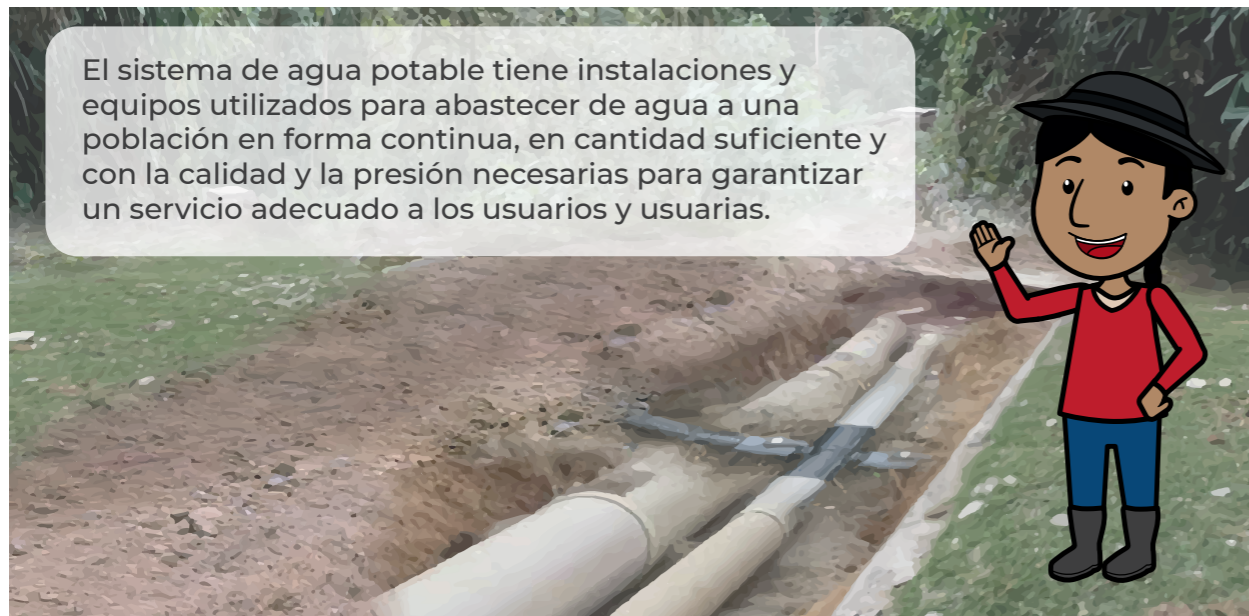 El sistema de agua potable tiene instalaciones y
equipos utilizados para abastecer de agua a una
población en forma continua, en cantidad suficiente y
con la calidad y la presión necesarias para garantizar
un servicio adecuado a los usuarios y usuarias.